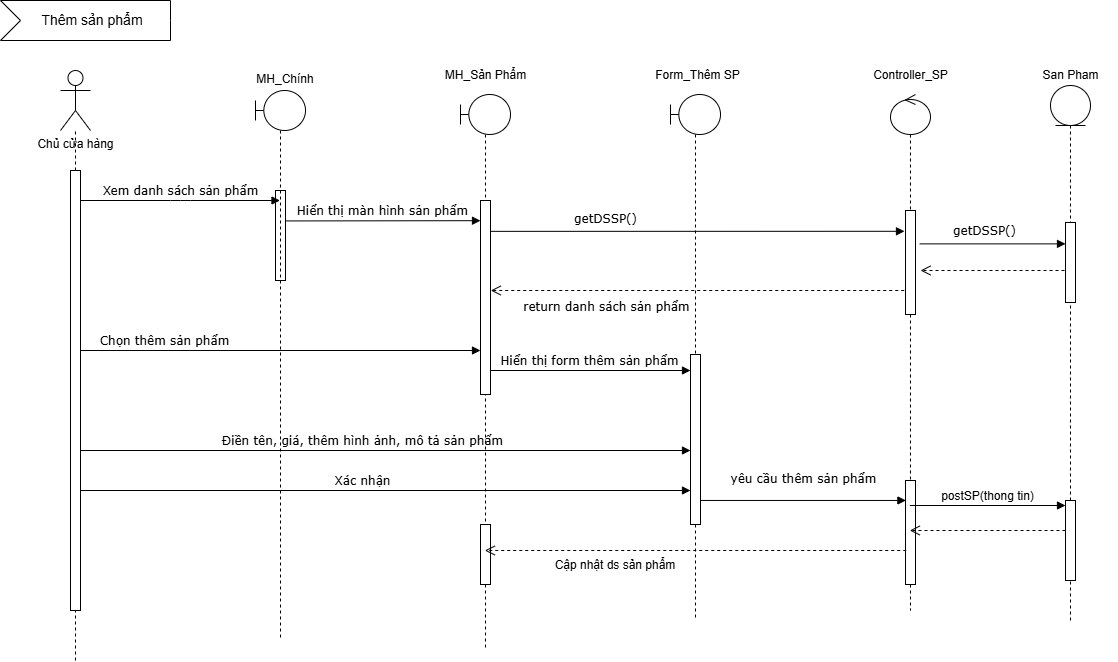 Thêm sản phẩm
MH_Chính
MH_Sản Phẩm
Form_Thêm SP
Controller_SP
San Pham
Chủ cửa hàng
Xem danh sách sản phẩm
Hiển thị màn hình sản phẩm
getDSSP()
getDSSP()
return danh sách sản phẩm
Chọn thêm sản phẩm
Hiển thị form thêm sản phẩm
Điền tên, giá, thêm hình ảnh, mô tả sản phẩm
Xác nhận
yêu cầu thêm sản phẩm
postSP(thong tin)
Cập nhật ds sản phẩm